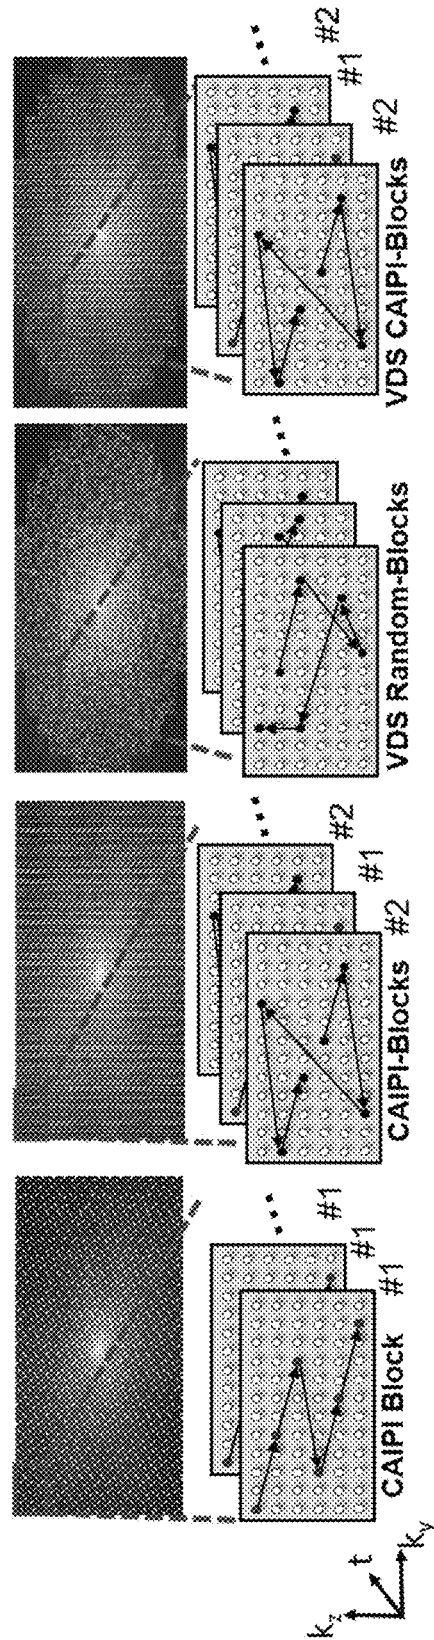 k_z
t
k_y
CAIPI Block
#1
#1
#1
CAIPI-Blocks
#2
#1
#2
VDS Random-Blocks
VDS CAIPI-Blocks
#2
#1
#2